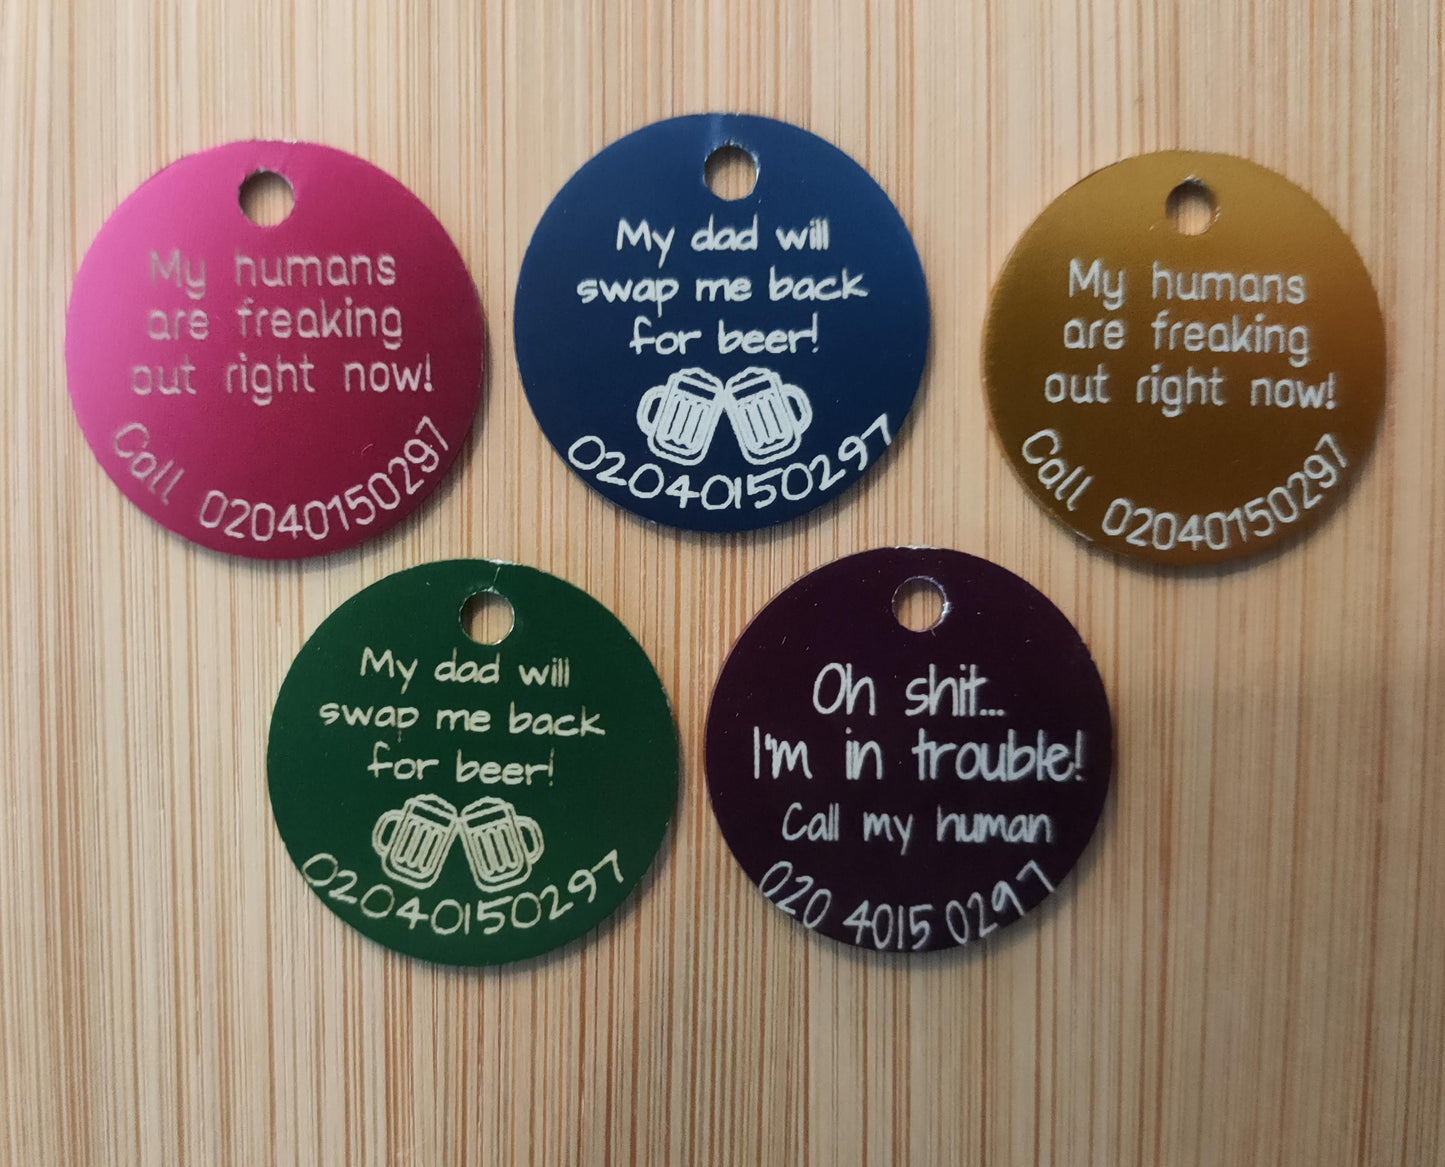 My humans
are freaking
out right now!
Call 02040150297
My dad will
swap me back
for beer!
02040150297
My humans
are freaking
out right now!
Call 02040150297
My dad will
swap me back
for beer!
02040150297
Oh shit...
I'm in trouble!
Call my human
020 4015 0297